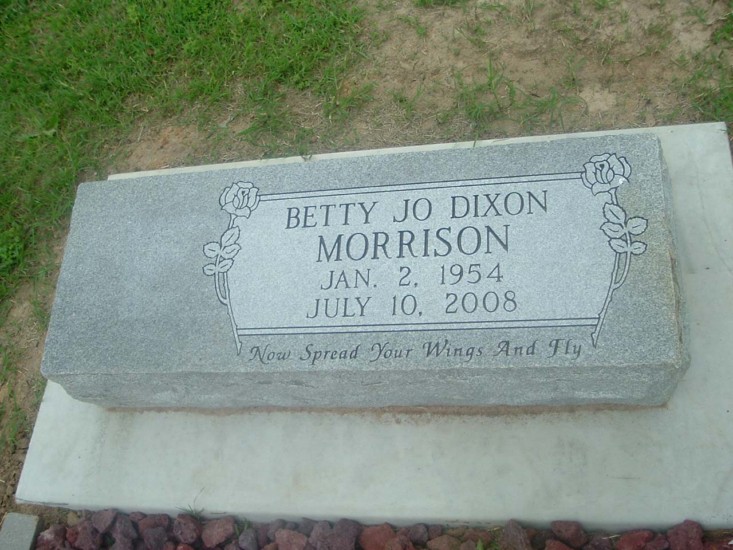 BETTY JO DIXON
MORRISON
JAN. 2, 1954
JULY 10, 2008
Now Spread Your Wings And Fly